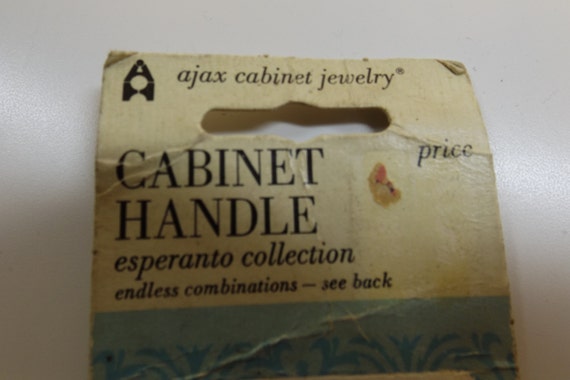 ajax cabinet jewelry®
price
CABINET
HANDLE
esperanto collection
endless combinations – see back